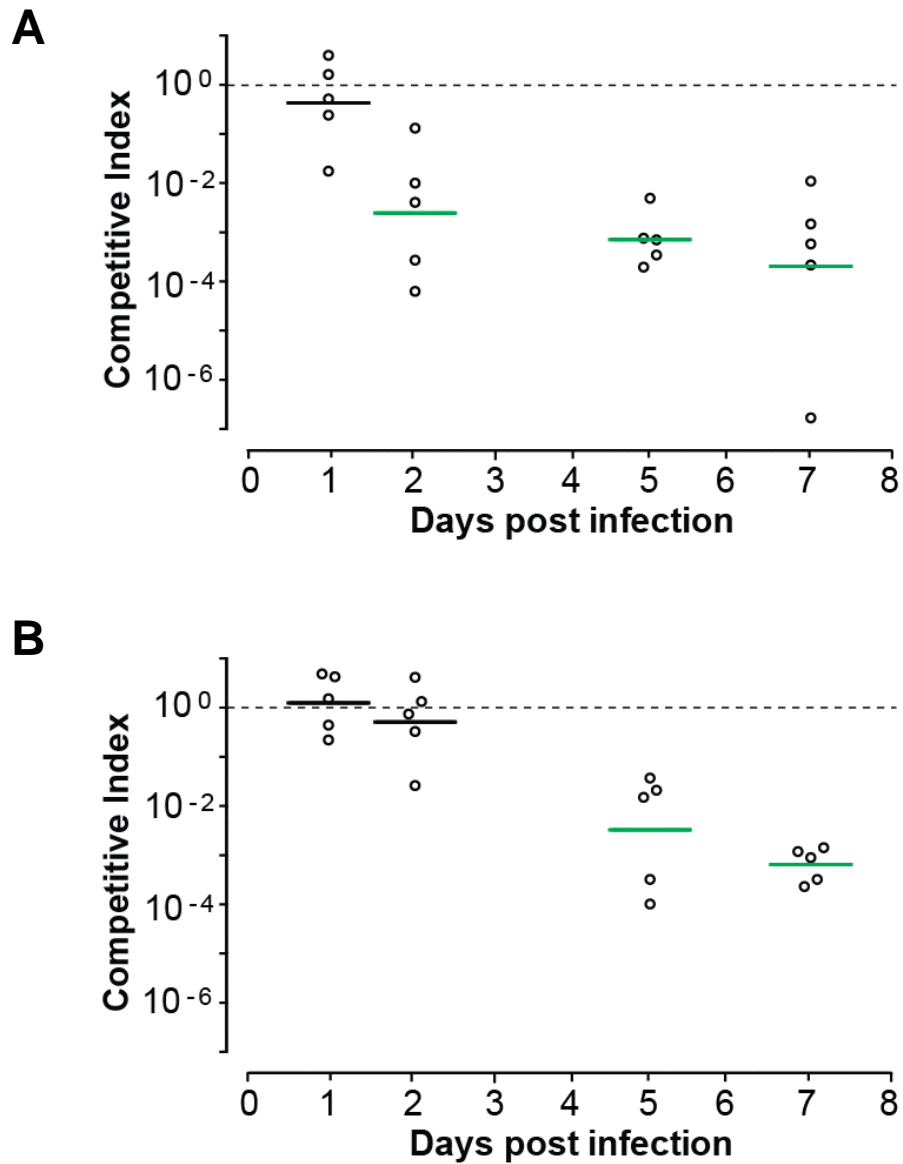 A
Competitive Index
10⁰
10⁻²
10⁻⁴
10⁻⁶
0 1 2 3 4 5 6 7 8
Days post infection
B
Competitive Index
10⁰
10⁻²
10⁻⁴
10⁻⁶
0 1 2 3 4 5 6 7 8
Days post infection